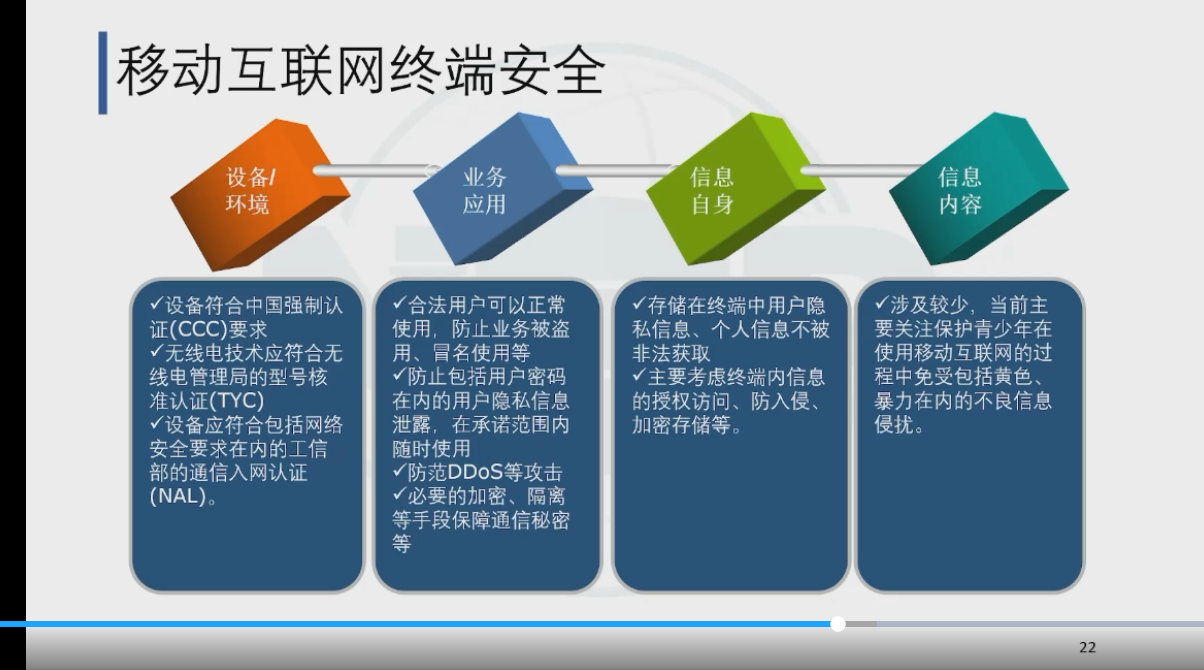 移动互联网终端安全
设备/
环境
业务
应用
信息
自身
信息
内容
✓设备符合中国强制认
证(CCC)要求
✓无线电技术应符合无
线电管理局的型号核
准认证(TYC)
✓设备应符合包括网络
安全要求在内的工信
部的通信入网认证
(NAL)。
✓合法用户可以正常
使用，防止业务被盗
用、冒名使用等
✓防止包括用户密码
在内的用户隐私信息
泄露，在承诺范围内
随时使用
✓防范DDoS等攻击
✓必要的加密、隔离
等手段保障通信秘密
等
✓存储在终端中用户隐
私信息、个人信息不被
非法获取
✓主要考虑终端内信息
的授权访问、防入侵、
加密存储等。
✓涉及较少，当前主
要关注保护青少年在
使用移动互联网的过
程中免受包括黄色、
暴力在内的不良信息
侵扰。
22